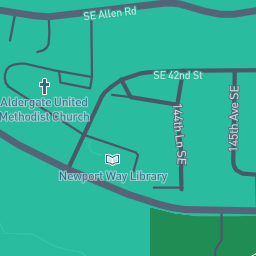 SE Allen Rd
SE 42nd St
Aldergate United
Methodist Church
144th Ln SE
145th Ave SE
Newport Way Library